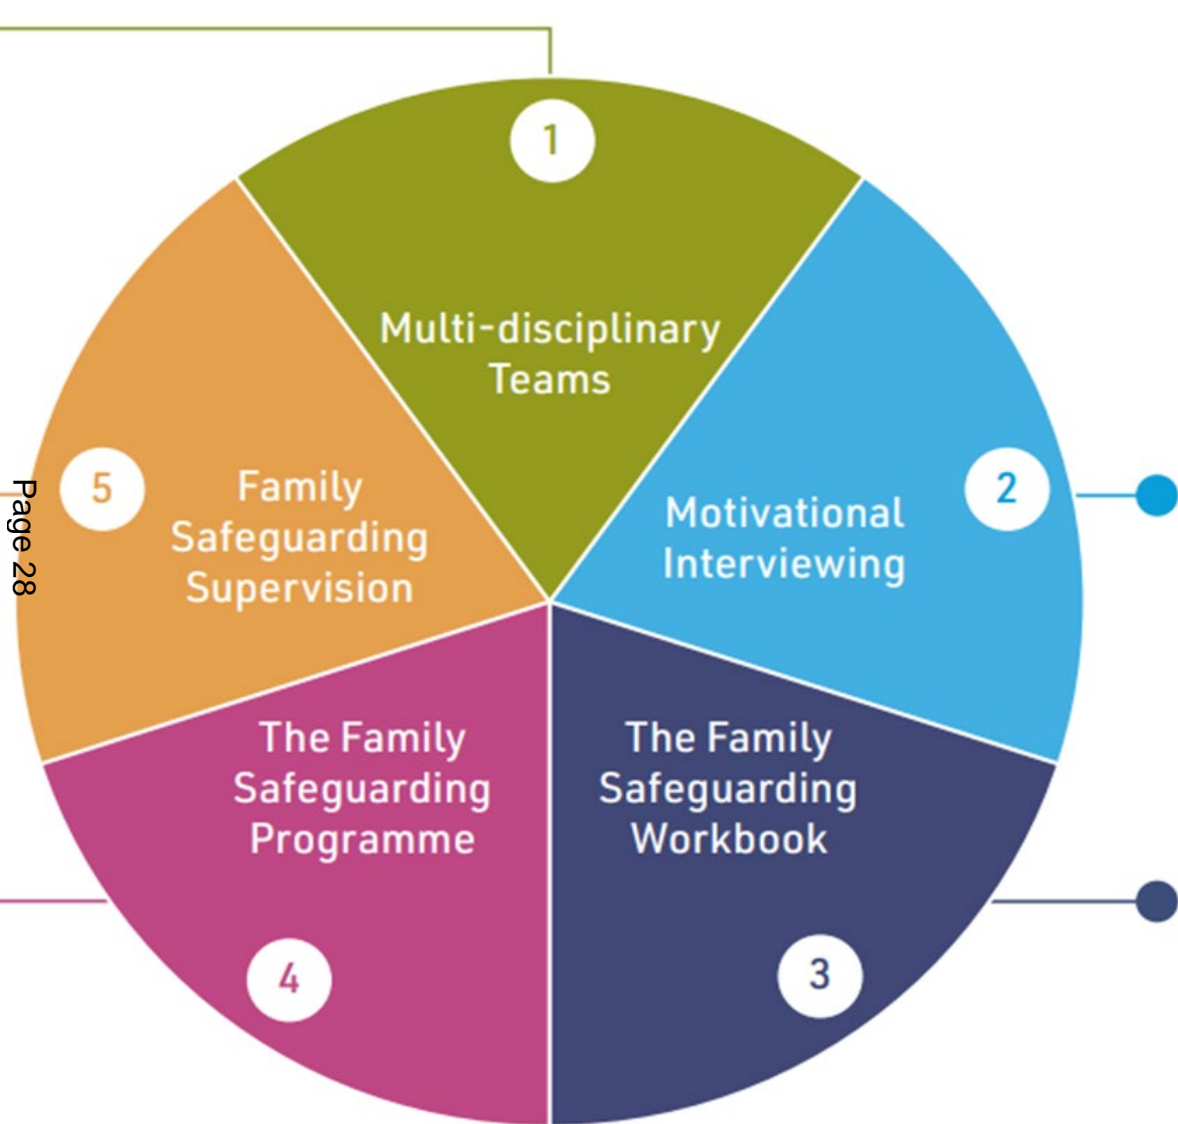 1
Multi-disciplinary
Teams
2
Motivational
Interviewing
3
The Family
Safeguarding
Workbook
4
The Family
Safeguarding
Programme
5
Family
Safeguarding
Supervision
Page 28